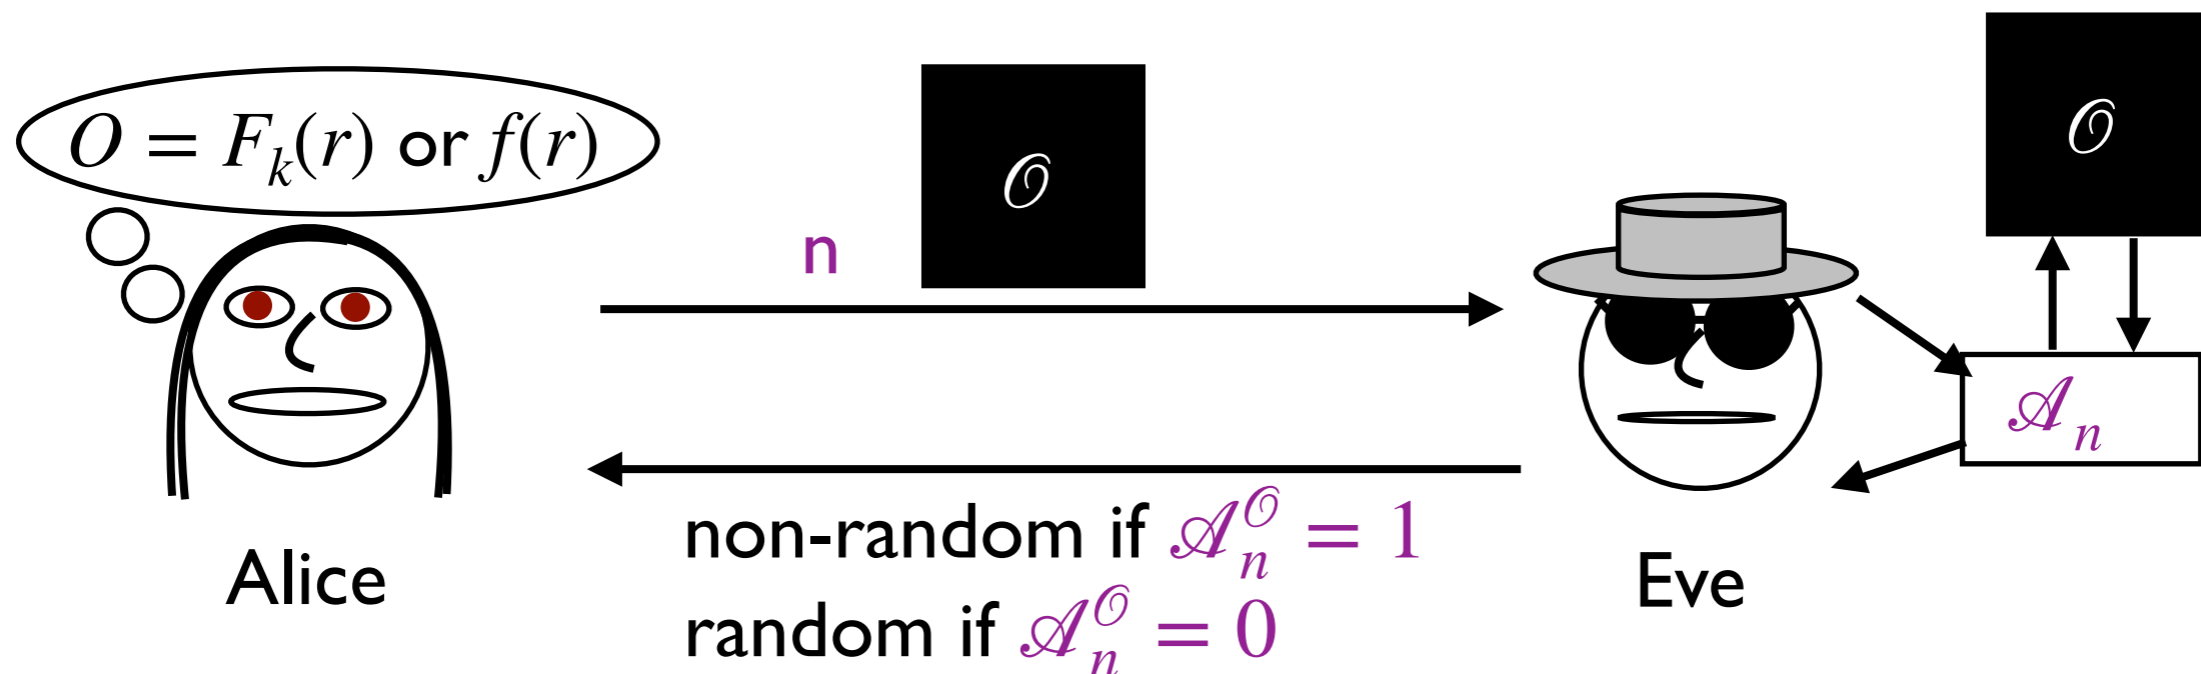 O = F_k(r) or f(r)
𝒪
𝒪
n
𝒜_n
non-random if 𝒜_n^𝒪 = 1
random if 𝒜_n^𝒪 = 0
Alice
Eve